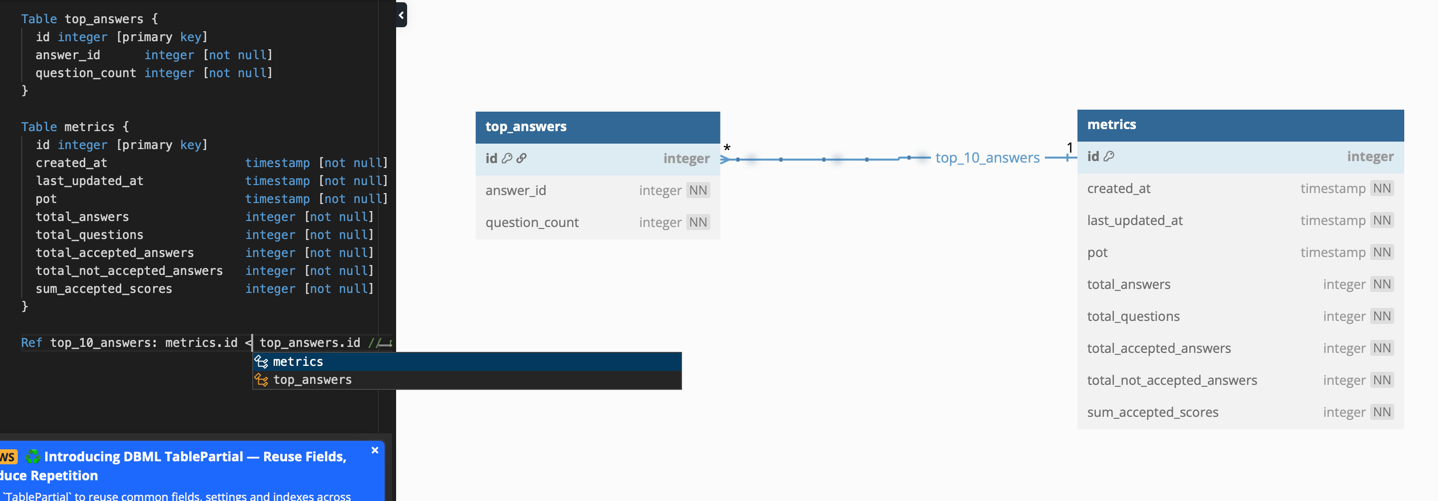 Table top_answers {
id integer [primary key]
answer_id integer [not null]
question_count integer [not null]
}
Table metrics {
id integer [primary key]
created_at timestamp [not null]
last_updated_at timestamp [not null]
pot timestamp [not null]
total_answers integer [not null]
total_questions integer [not null]
total_accepted_answers integer [not null]
total_not_accepted_answers integer [not null]
sum_accepted_scores integer [not null]
}
Ref top_10_answers: metrics.id < top_answers.id //
metrics
top_answers
WS ♻️ Introducing DBML TablePartial — Reuse Fields,
duce Repetition
`TablePartial` to reuse common fields, settings and indexes across
top_answers
id integer
answer_id integer NN
question_count integer NN
* top_10_answers 1
metrics
id integer
created_at timestamp NN
last_updated_at timestamp NN
pot timestamp NN
total_answers integer NN
total_questions integer NN
total_accepted_answers integer NN
total_not_accepted_answers integer NN
sum_accepted_scores integer NN